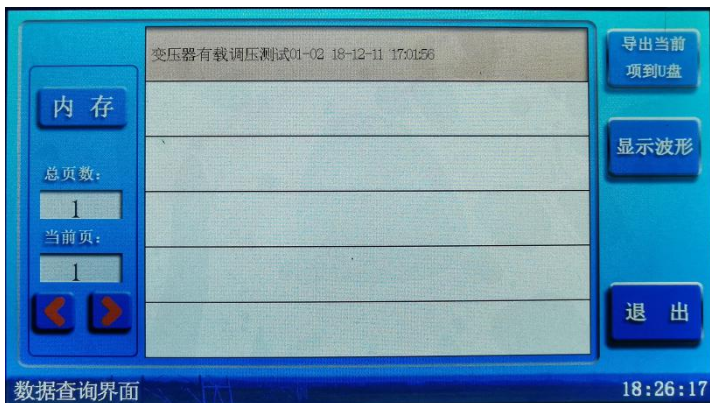 变压器有载调压测试01-02 18-12-11 17:01:56
导出当前
项到U盘
内 存
显示波形
总页数:
1
当前页:
1
退 出
数据查询界面
18:26:17